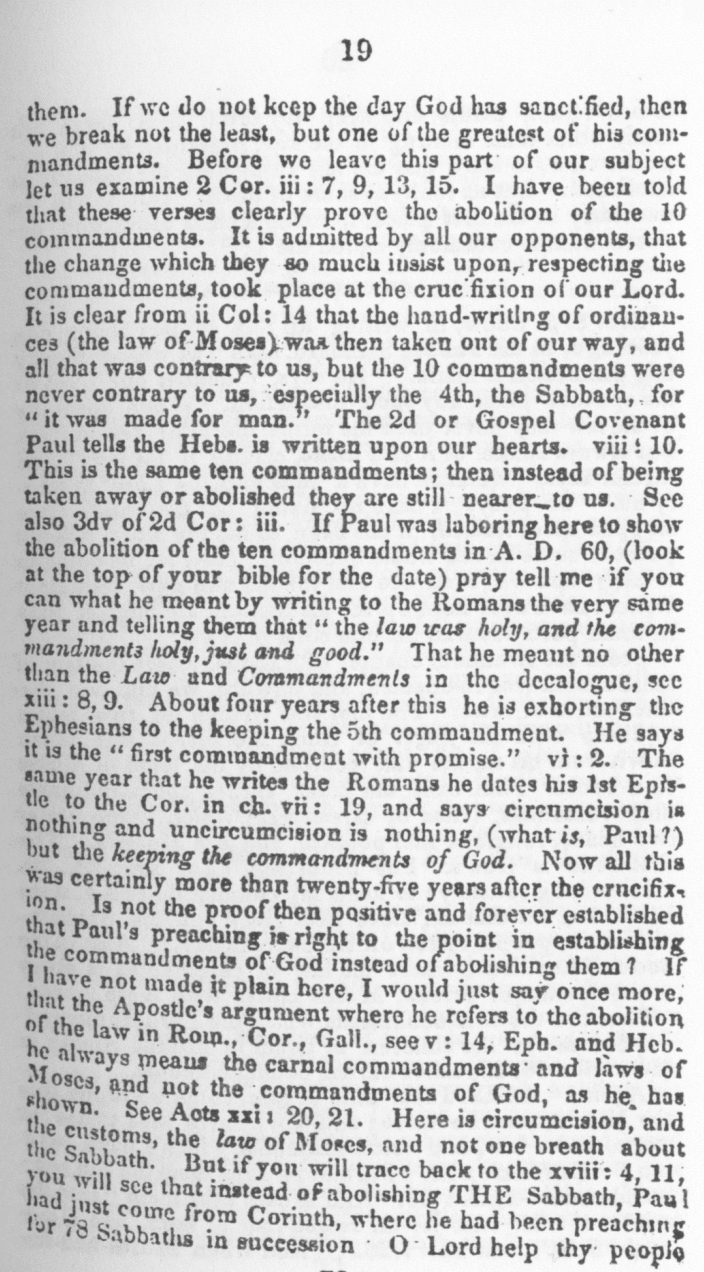 19
them. If we do not keep the day God has sanct:fied, then
we break not the least, but one of the greatest of his com-
mandments. Before we leave this part of our subject
let us examine 2 Cor. iii : 7, 9, 13, 15. I have been told
that these verses clearly prove the abolition of the 10
commandments. It is admitted by all our opponents, that
the change which they so much insist upon, respecting the
commandments, took place at the cruc fixion of our Lord.
It is clear from ii Col: 14 that the hand-writing of ordinan-
ces (the law of Moses) was then taken out of our way, and
all that was contrary to us, but the 10 commandments were
never contrary to us, especially the 4th, the Sabbath, for
"it was made for man." The 2d or Gospel Covenant
Paul tells the Hebs. is written upon our hearts. viii : 10.
This is the same ten commandments; then instead of being
taken away or abolished they are still nearer to us. See
also 3dv of 2d Cor: iii. If Paul was laboring here to show
the abolition of the ten commandments in A. D. 60, (look
at the top of your bible for the date) pray tell me if you
can what he meant by writing to the Romans the very same
year and telling them that "the law was holy, and the com-
mandments holy, just and good." That he meant no other
than the Law and Commandments in the decalogue, see
xiii : 8, 9. About four years after this he is exhorting the
Ephesians to the keeping the 5th commandment. He says
it is the "first commandment with promise." vi : 2. The
same year that he writes the Romans he dates his 1st Epis-
tle to the Cor. in ch. vii: 19, and says circumcision is
nothing and uncircumcision is nothing, (what is, Paul?)
but the keeping the commandments of God. Now all this
was certainly more than twenty-five years after the crucifix-
ion. Is not the proof then positive and forever established
that Paul's preaching is right to the point in establishing
the commandments of God instead of abolishing them? If
I have not made it plain here, I would just say once more,
that the Apostle's argument where he refers to the abolition
of the law in Rom., Cor., Gall., see v : 14, Eph. and Heb.
he always means the carnal commandments and laws of
Moses, and not the commandments of God, as he has
shown. See Acts xxi : 20, 21. Here is circumcision, and
the customs, the law of Moses, and not one breath about
the Sabbath. But if you will trace back to the xviii: 4, 11,
you will see that instead of abolishing THE Sabbath, Paul
had just come from Corinth, where he had been preaching
for 78 Sabbaths in succession O Lord help thy people